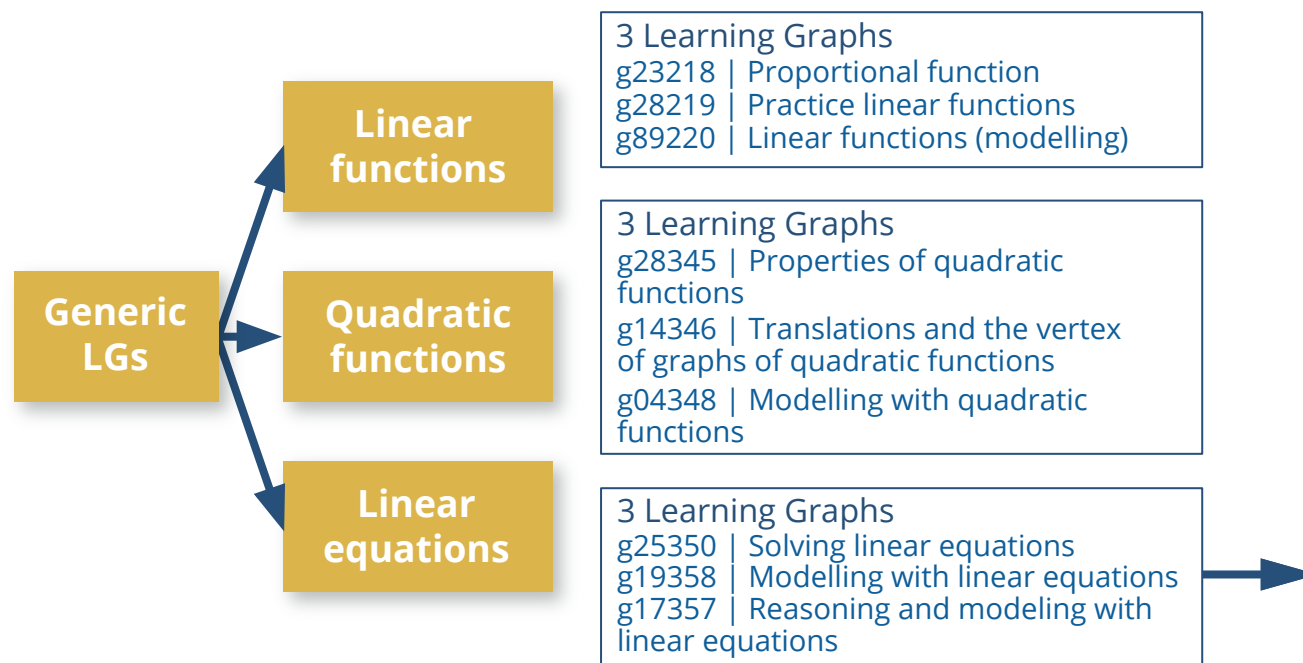 Generic
LGs
Linear
functions
3 Learning Graphs
g23218 | Proportional function
g28219 | Practice linear functions
g89220 | Linear functions (modelling)
Quadratic
functions
3 Learning Graphs
g28345 | Properties of quadratic
functions
g14346 | Translations and the vertex
of graphs of quadratic functions
g04348 | Modelling with quadratic
functions
Linear
equations
3 Learning Graphs
g25350 | Solving linear equations
g19358 | Modelling with linear equations
g17357 | Reasoning and modeling with
linear equations